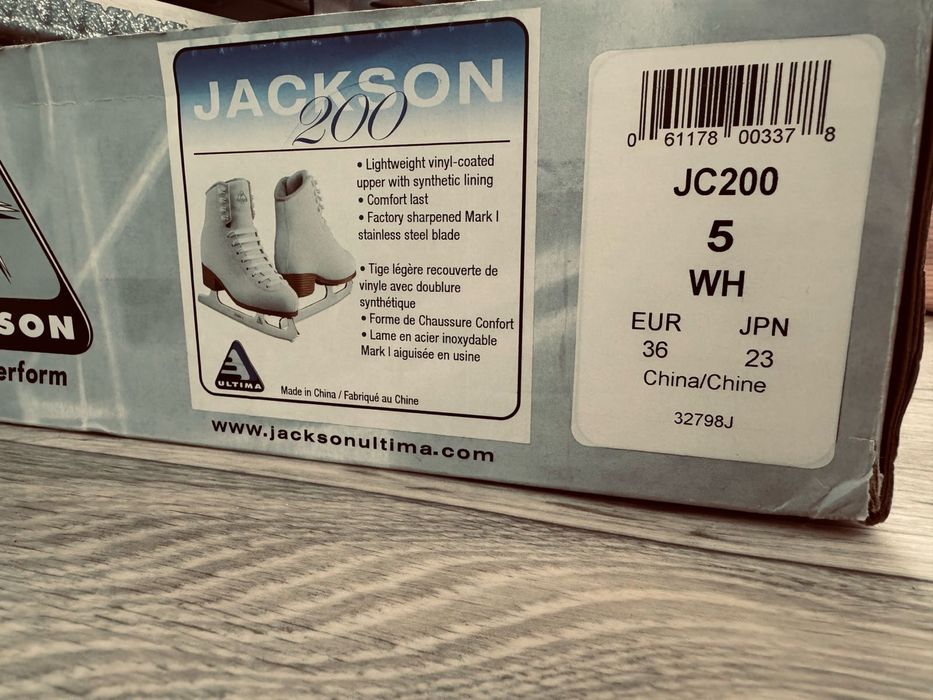 SON
erform
JACKSON
200
• Lightweight vinyl-coated
upper with synthetic lining
• Comfort last
• Factory sharpened Mark I
stainless steel blade
• Tige légère recouverte de
vinyle avec doublure
synthétique
• Forme de Chaussure Confort
• Lame en acier inoxydable
Mark I aiguisée en usine
ULTIMA
Made in China / Fabriqué au Chine
www.jacksonultima.com
0 61178 00337 8
JC200
5
WH
EUR JPN
36 23
China/Chine
32798J